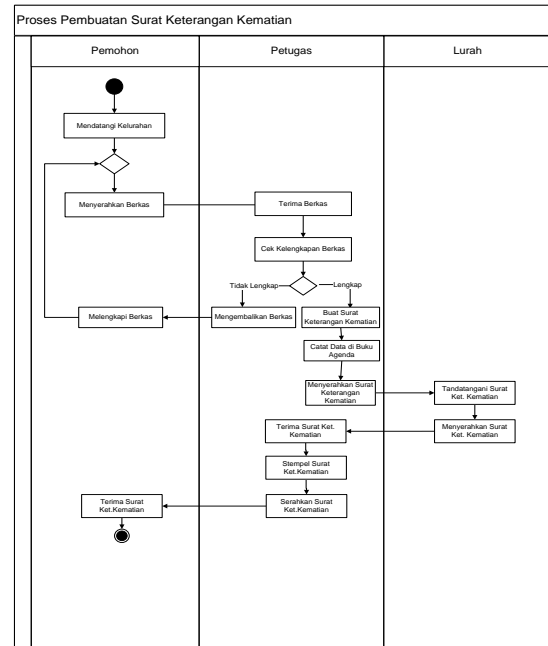 Proses Pembuatan Surat Keterangan Kematian
Pemohon
Petugas
Lurah
Mendatangi Kelurahan
Menyerahkan Berkas
Terima Berkas
Cek Kelengkapan Berkas
Tidak Lengkap
Lengkap
Melengkapi Berkas
Mengembalikan Berkas
Buat Surat
Keterangan Kematian
Catat Data di Buku
Agenda
Menyerahkan Surat
Keterangan
Kematian
Tandatangani Surat
Ket. Kematian
Menyerahkan Surat
Ket. Kematian
Terima Surat Ket.
Kematian
Stempel Surat
Ket.Kematian
Serahkan Surat
Ket.Kematian
Terima Surat
Ket.Kematian